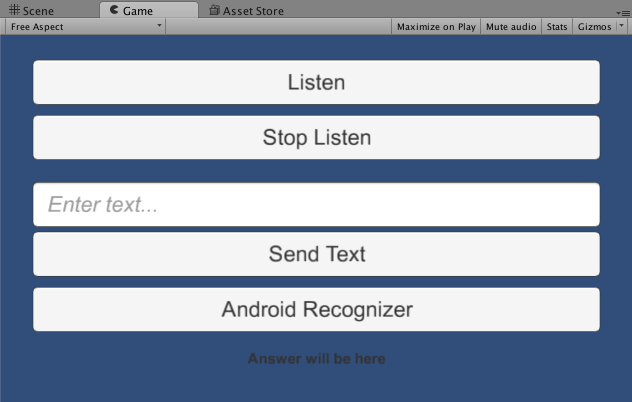 Scene Game Asset Store
Free Aspect Maximize on Play Mute audio Stats Gizmos
Listen
Stop Listen
Enter text...
Send Text
Android Recognizer
Answer will be here